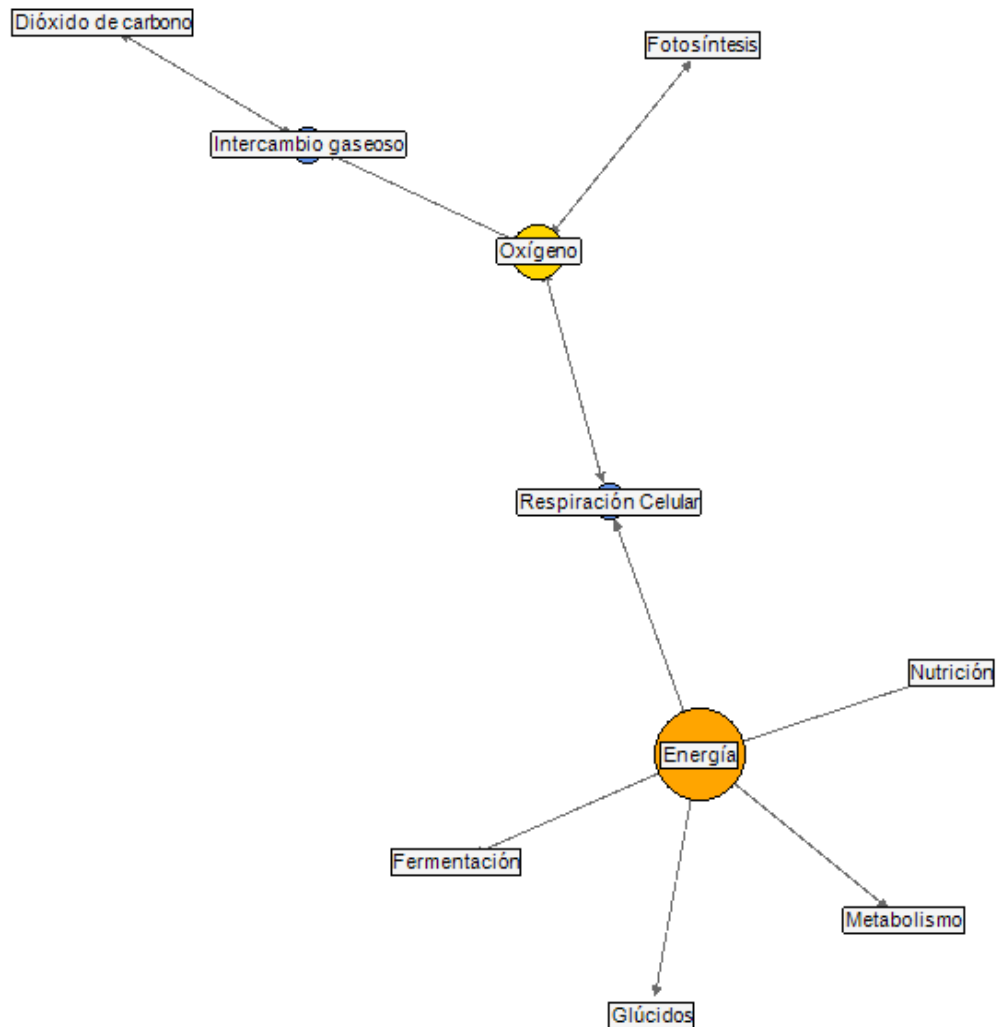 Dióxido de carbono
Fotosíntesis
Intercambio gaseoso
Oxígeno
Respiración Celular
Nutrición
Energía
Fermentación
Metabolismo
Glúcidos